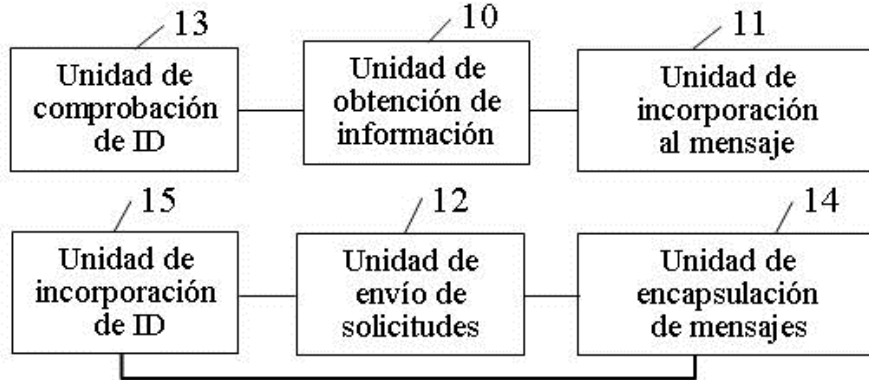 13
Unidad de
comprobación
de ID
10
Unidad de
obtención de
información
11
Unidad de
incorporación
al mensaje
15
Unidad de
incorporación
de ID
12
Unidad de
envío de
solicitudes
14
Unidad de
encapsulación
de mensajes